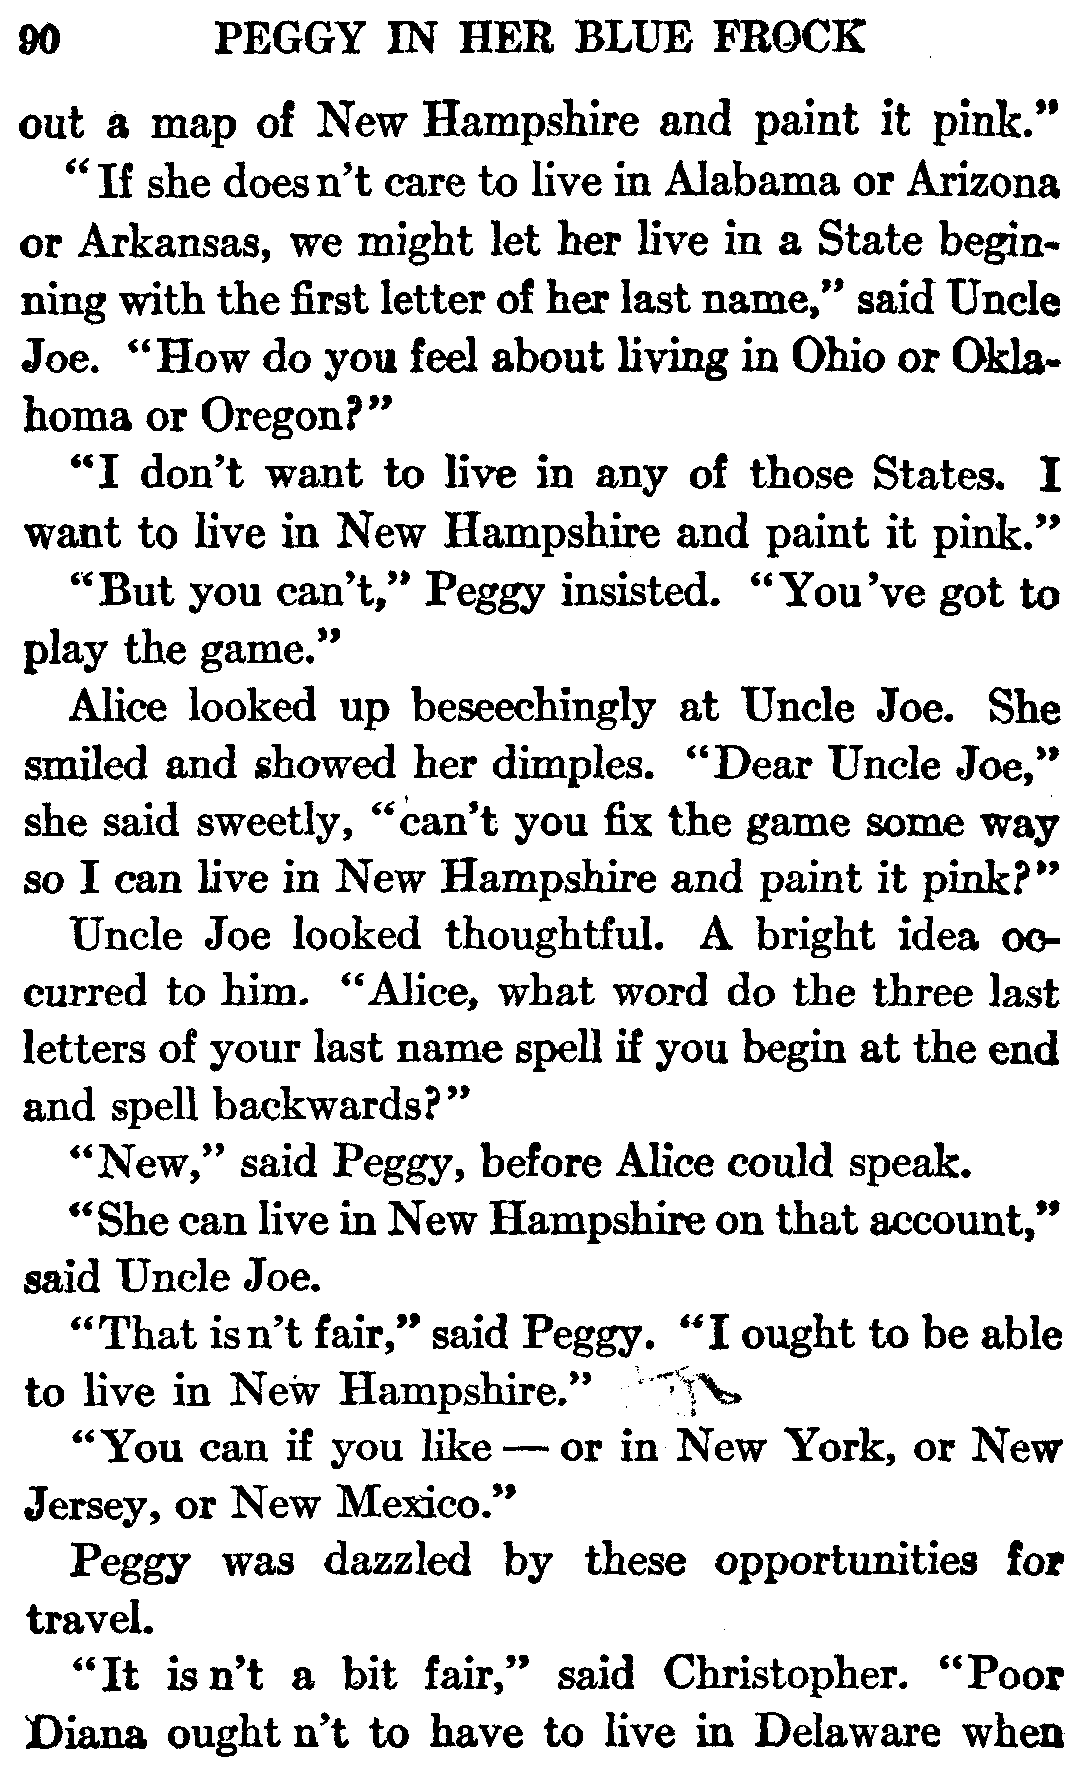 90 PEGGY IN HER BLUE FROCK
out a map of New Hampshire and paint it pink."
"If she does n't care to live in Alabama or Arizona
or Arkansas, we might let her live in a State begin-
ning with the first letter of her last name," said Uncle
Joe. "How do you feel about living in Ohio or Okla-
homa or Oregon?"
"I don't want to live in any of those States. I
want to live in New Hampshire and paint it pink."
"But you can't," Peggy insisted. "You 've got to
play the game."
Alice looked up beseechingly at Uncle Joe. She
smiled and showed her dimples. "Dear Uncle Joe,"
she said sweetly, "can't you fix the game some way
so I can live in New Hampshire and paint it pink?"
Uncle Joe looked thoughtful. A bright idea oc-
curred to him. "Alice, what word do the three last
letters of your last name spell if you begin at the end
and spell backwards?"
"New," said Peggy, before Alice could speak.
"She can live in New Hampshire on that account,"
said Uncle Joe.
"That is n't fair," said Peggy. "I ought to be able
to live in New Hampshire."
"You can if you like — or in New York, or New
Jersey, or New Mexico."
Peggy was dazzled by these opportunities for
travel.
"It is n't a bit fair," said Christopher. "Poor
Diana ought n't to have to live in Delaware when